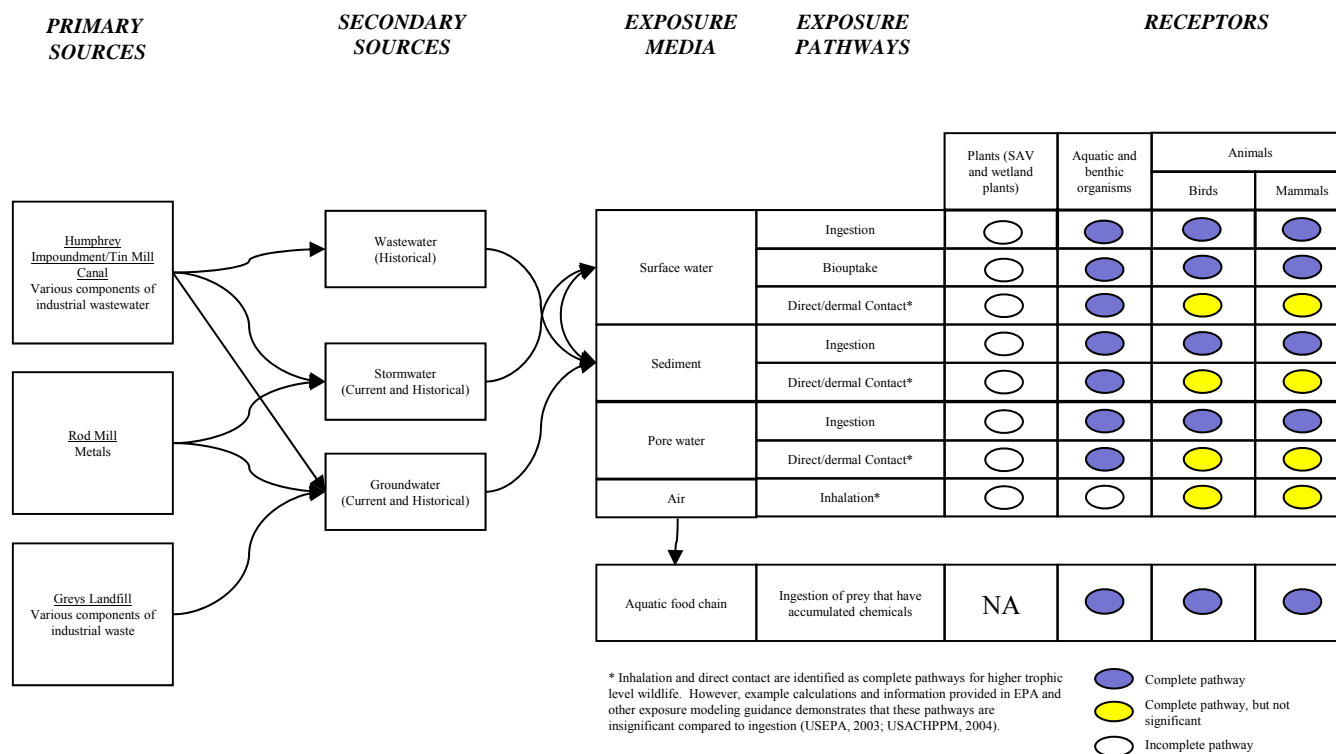 PRIMARY
SOURCES
SECONDARY
SOURCES
EXPOSURE
MEDIA
EXPOSURE
PATHWAYS
RECEPTORS
Plants (SAV
and wetland
plants)
Aquatic and
benthic
organisms
Animals
Birds
Mammals
Humphrey
Impoundment/Tin Mill
Canal
Various components of
industrial wastewater
Rod Mill
Metals
Greys Landfill
Various components of
industrial waste
Wastewater
(Historical)
Stormwater
(Current and Historical)
Groundwater
(Current and Historical)
Surface water
Ingestion
Biouptake
Direct/dermal Contact*
Sediment
Ingestion
Direct/dermal Contact*
Pore water
Ingestion
Direct/dermal Contact*
Air
Inhalation*
Aquatic food chain
Ingestion of prey that have
accumulated chemicals
NA
* Inhalation and direct contact are identified as complete pathways for higher trophic
level wildlife. However, example calculations and information provided in EPA and
other exposure modeling guidance demonstrates that these pathways are
insignificant compared to ingestion (USEPA, 2003; USACHPPM, 2004).
Complete pathway
Complete pathway, but not
significant
Incomplete pathway